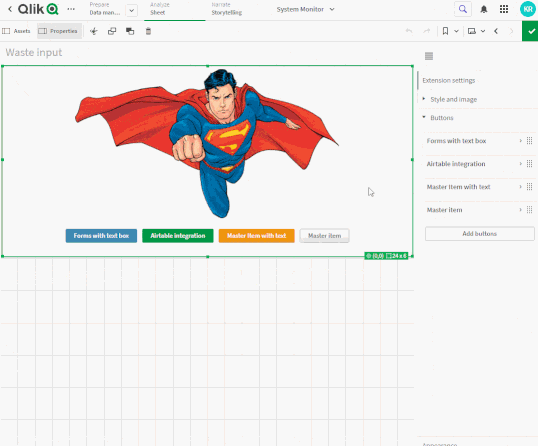 Qlik
Prepare
Data man...
Analyze
Sheet
Narrate
Storytelling
System Monitor
KR
Assets
Properties
Waste input
Extension settings
Style and image
Buttons
Forms with text box
Airtable integration
Master Item with text
Master item
Add buttons
Forms with text box
Airtable integration
Master Item with text
Master item
(0,0) 24 x 6